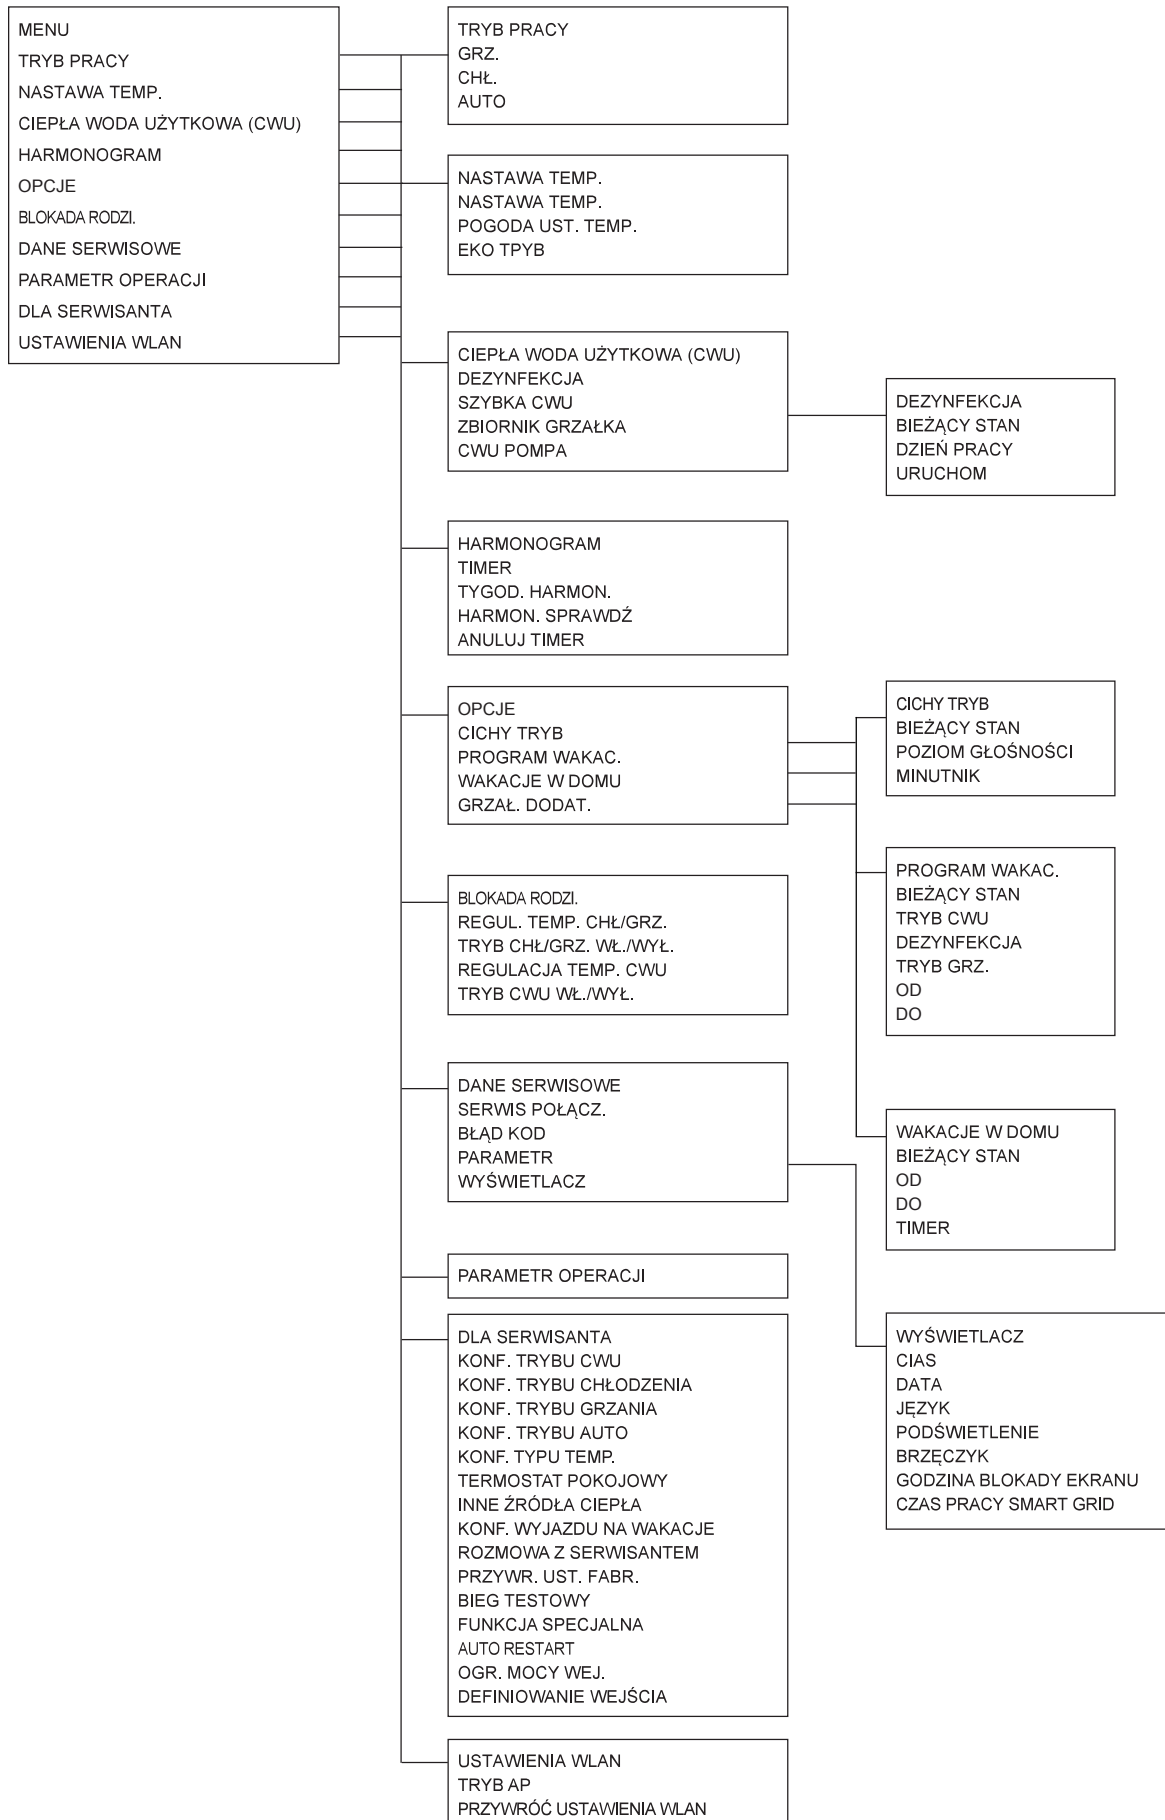 MENU
TRYB PRACY
NASTAWA TEMP.
CIEPŁA WODA UŻYTKOWA (CWU)
HARMONOGRAM
OPCJE
BLOKADA RODZI.
DANE SERWISOWE
PARAMETR OPERACJI
DLA SERWISANTA
USTAWIENIA WLAN
TRYB PRACY
GRZ.
CHŁ.
AUTO
NASTAWA TEMP.
NASTAWA TEMP.
POGODA UST. TEMP.
EKO TPYB
CIEPŁA WODA UŻYTKOWA (CWU)
DEZYNFEKCJA
SZYBKA CWU
ZBIORNIK GRZAŁKA
CWU POMPA
DEZYNFEKCJA
BIEŻĄCY STAN
DZIEŃ PRACY
URUCHOM
HARMONOGRAM
TIMER
TYGOD. HARMON.
HARMON. SPRAWDŹ
ANULUJ TIMER
OPCJE
CICHY TRYB
PROGRAM WAKAC.
WAKACJE W DOMU
GRZAŁ. DODAT.
CICHY TRYB
BIEŻĄCY STAN
POZIOM GŁOŚNOŚCI
MINUTNIK
PROGRAM WAKAC.
BIEŻĄCY STAN
TRYB CWU
DEZYNFEKCJA
TRYB GRZ.
OD
DO
WAKACJE W DOMU
BIEŻĄCY STAN
OD
DO
TIMER
BLOKADA RODZI.
REGUL. TEMP. CHŁ/GRZ.
TRYB CHŁ/GRZ. WŁ./WYŁ.
REGULACJA TEMP. CWU
TRYB CWU WŁ./WYŁ.
DANE SERWISOWE
SERWIS POŁĄCZ.
BŁĄD KOD
PARAMETR
WYŚWIETLACZ
WYŚWIETLACZ
CIAS
DATA
JĘZYK
PODŚWIETLENIE
BRZĘCZYK
GODZINA BLOKADY EKRANU
CZAS PRACY SMART GRID
PARAMETR OPERACJI
DLA SERWISANTA
KONF. TRYBU CWU
KONF. TRYBU CHŁODZENIA
KONF. TRYBU GRZANIA
KONF. TRYBU AUTO
KONF. TYPU TEMP.
TERMOSTAT POKOJOWY
INNE ŹRÓDŁA CIEPŁA
KONF. WYJAZDU NA WAKACJE
ROZMOWA Z SERWISANTEM
PRZYWR. UST. FABR.
BIEG TESTOWY
FUNKCJA SPECJALNA
AUTO RESTART
OGR. MOCY WEJ.
DEFINIOWANIE WEJŚCIA
USTAWIENIA WLAN
TRYB AP
PRZYWRÓĆ USTAWIENIA WLAN